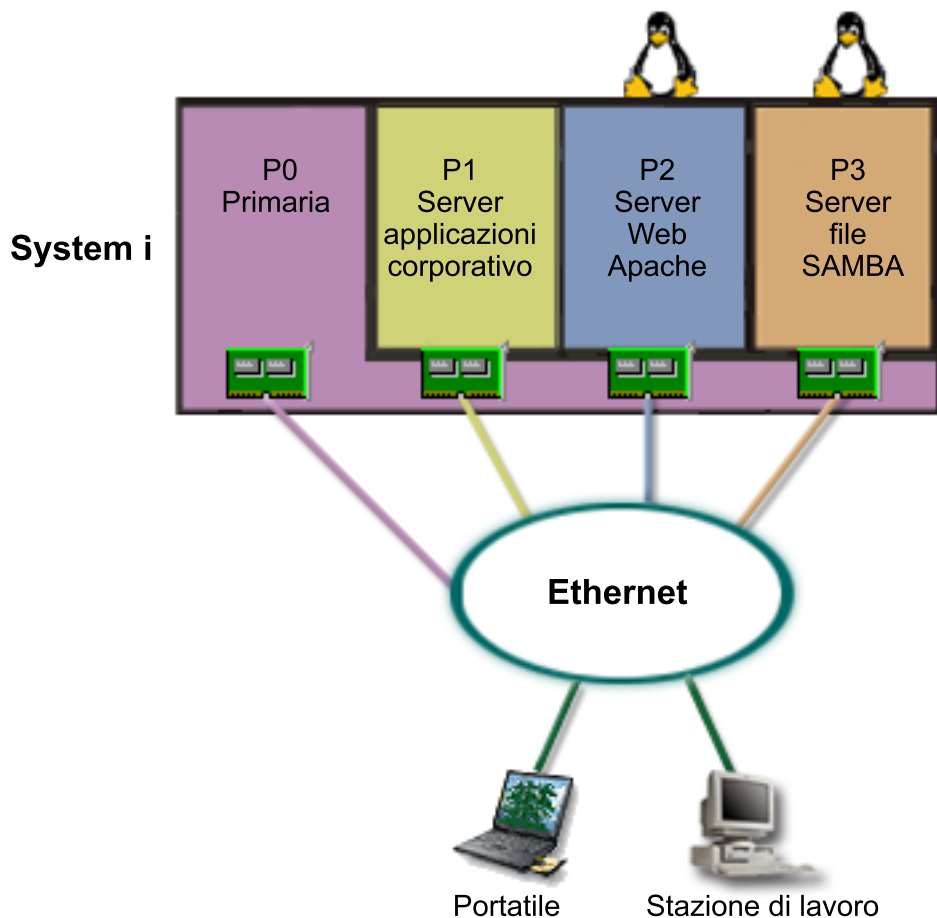 System i
P0
Primaria
P1
Server
applicazioni
corporativo
P2
Server
Web
Apache
P3
Server
file
SAMBA
Ethernet
Portatile
Stazione di lavoro